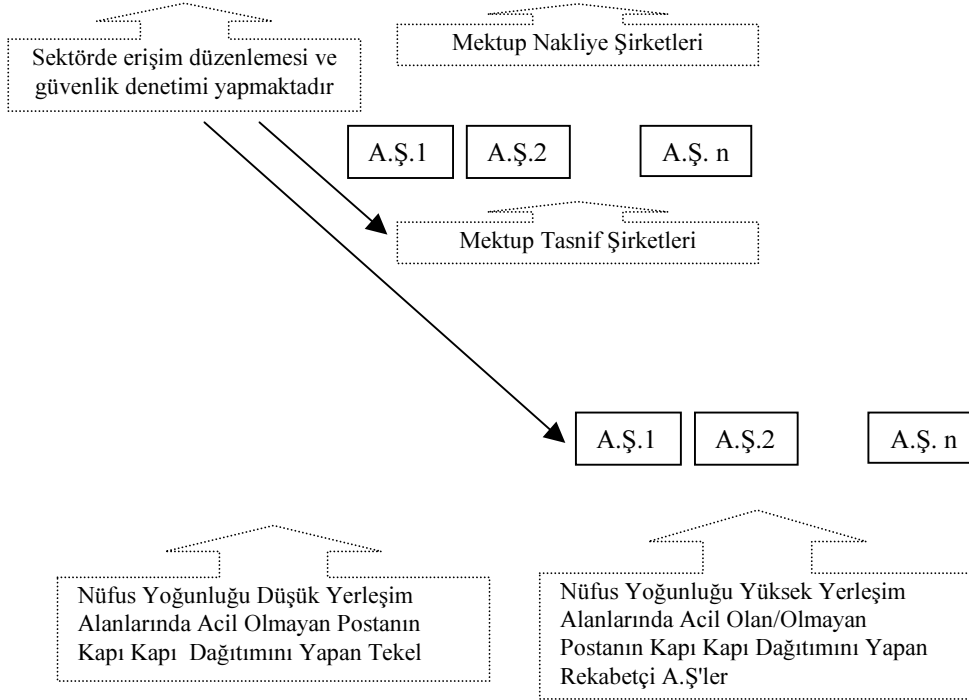 Sektörde erişim düzenlemesi ve
güvenlik denetimi yapmaktadır
Mektup Nakliye Şirketleri
A.Ş.1
A.Ş.2
A.Ş. n
Mektup Tasnif Şirketleri
A.Ş.1
A.Ş.2
A.Ş. n
Nüfus Yoğunluğu Düşük Yerleşim
Alanlarında Acil Olmayan Postanın
Kapı Kapı Dağıtımını Yapan Tekel
Nüfus Yoğunluğu Yüksek Yerleşim
Alanlarında Acil Olan/Olmayan
Postanın Kapı Kapı Dağıtımını Yapan
Rekabetçi A.Ş'ler